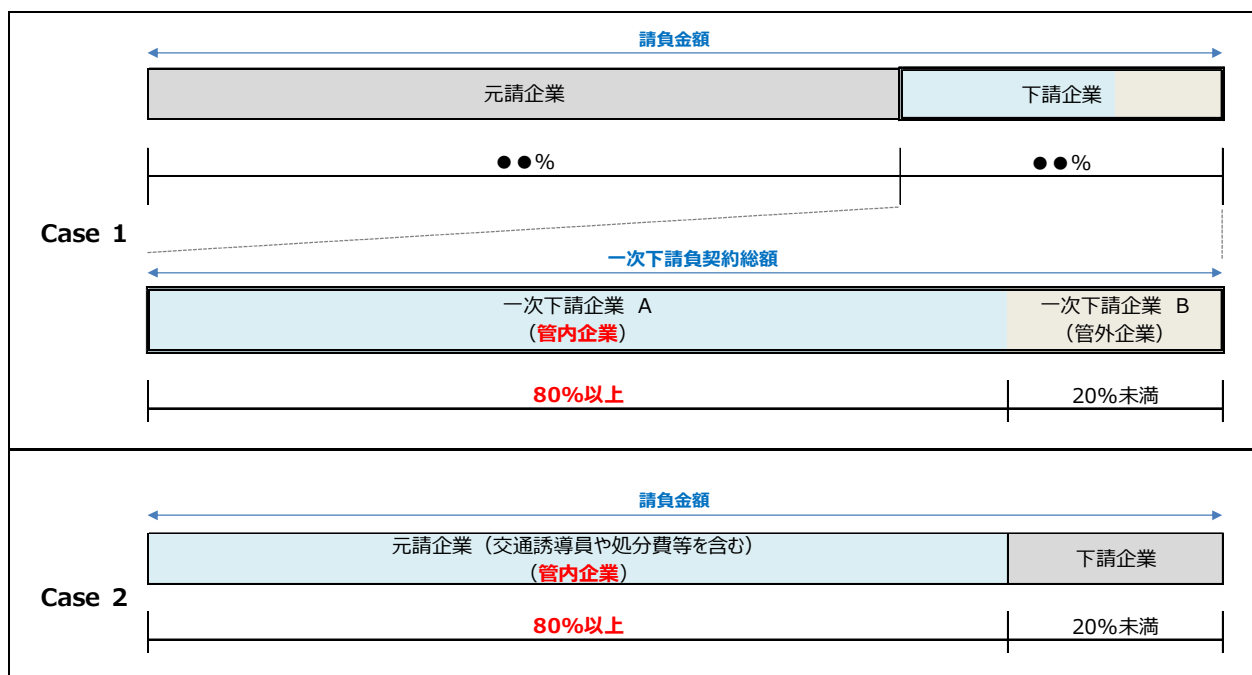 請負金額
元請企業
下請企業
●●%
●●%
Case 1
一次下請負契約総額
一次下請企業 A
(管内企業)
一次下請企業 B
(管外企業)
80%以上
20%未満
請負金額
元請企業(交通誘導員や処分費等を含む)
(管内企業)
下請企業
Case 2
80%以上
20%未満